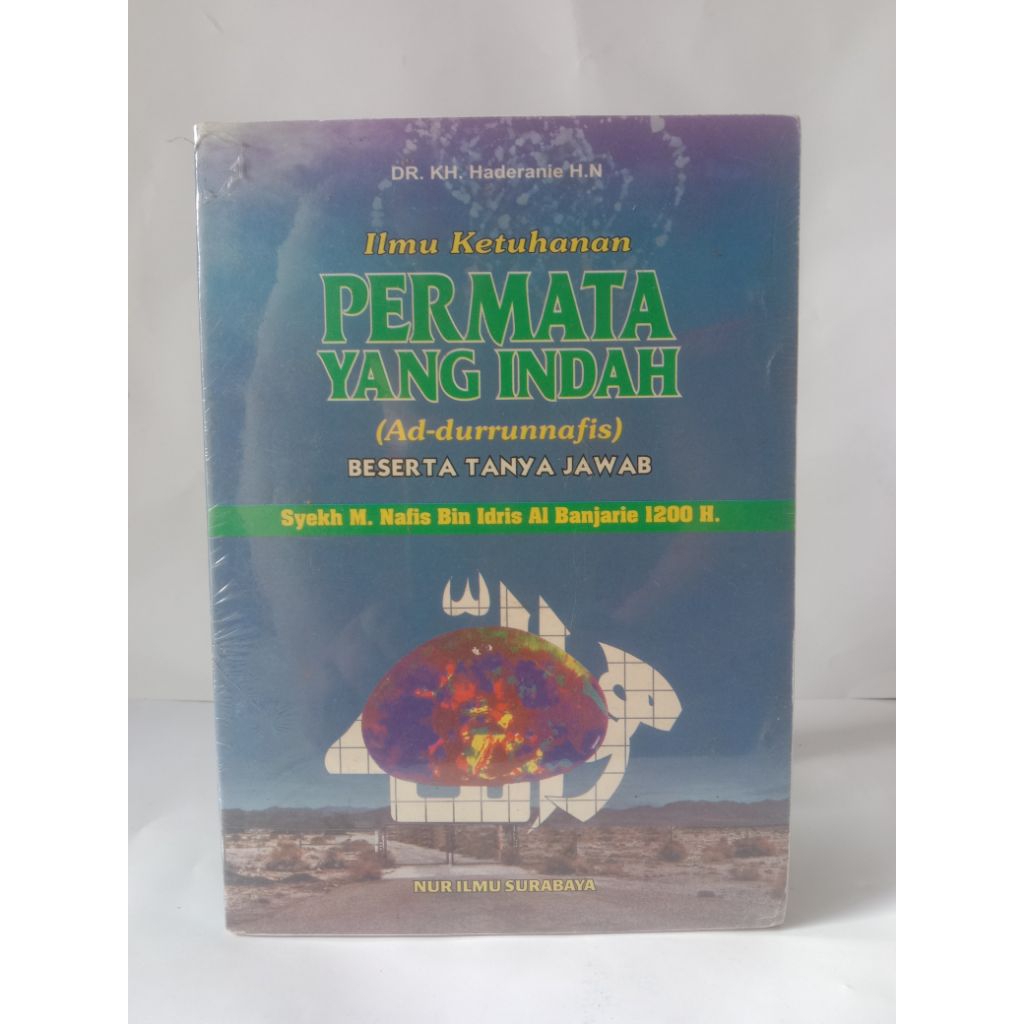 DR. KH. Haderanie H.N
Ilmu Ketuhanan
PERMATA
YANG INDAH
(Ad-durrunnafis)
BESERTA TANYA JAWAB
Syekh M. Nafis Bin Idris Al Banjarie 1200 H.
NUR ILMU SURABAYA